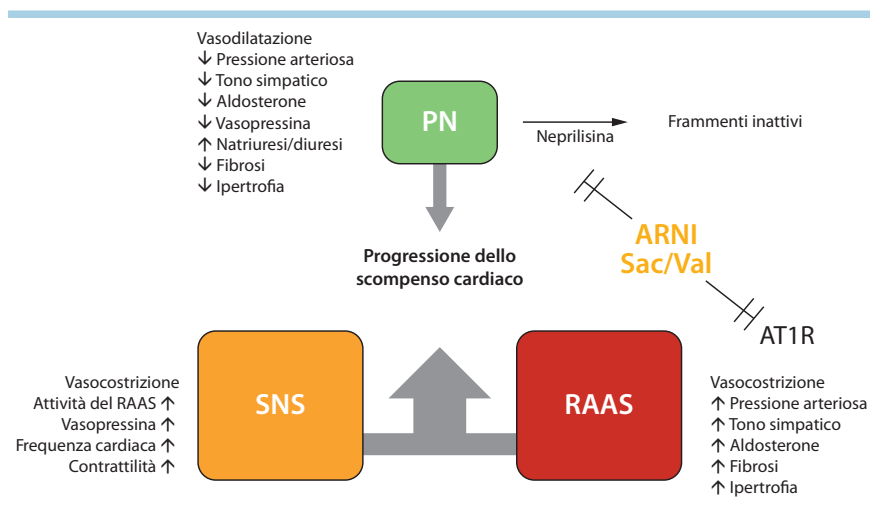 Vasodilatazione
↓ Pressione arteriosa
↓ Tono simpatico
↓ Aldosterone
↓ Vasopressina
↑ Natriuresi/diuresi
↓ Fibrosi
↓ Ipertrofia
PN
Neprilisina
Frammenti inattivi
ARNI
Sac/Val
Progressione dello
scompenso cardiaco
AT1R
Vasocostrizione
Attività del RAAS ↑
Vasopressina ↑
Frequenza cardiaca ↑
Contrattilità ↑
SNS
RAAS
Vasocostrizione
↑ Pressione arteriosa
↑ Tono simpatico
↑ Aldosterone
↑ Fibrosi
↑ Ipertrofia